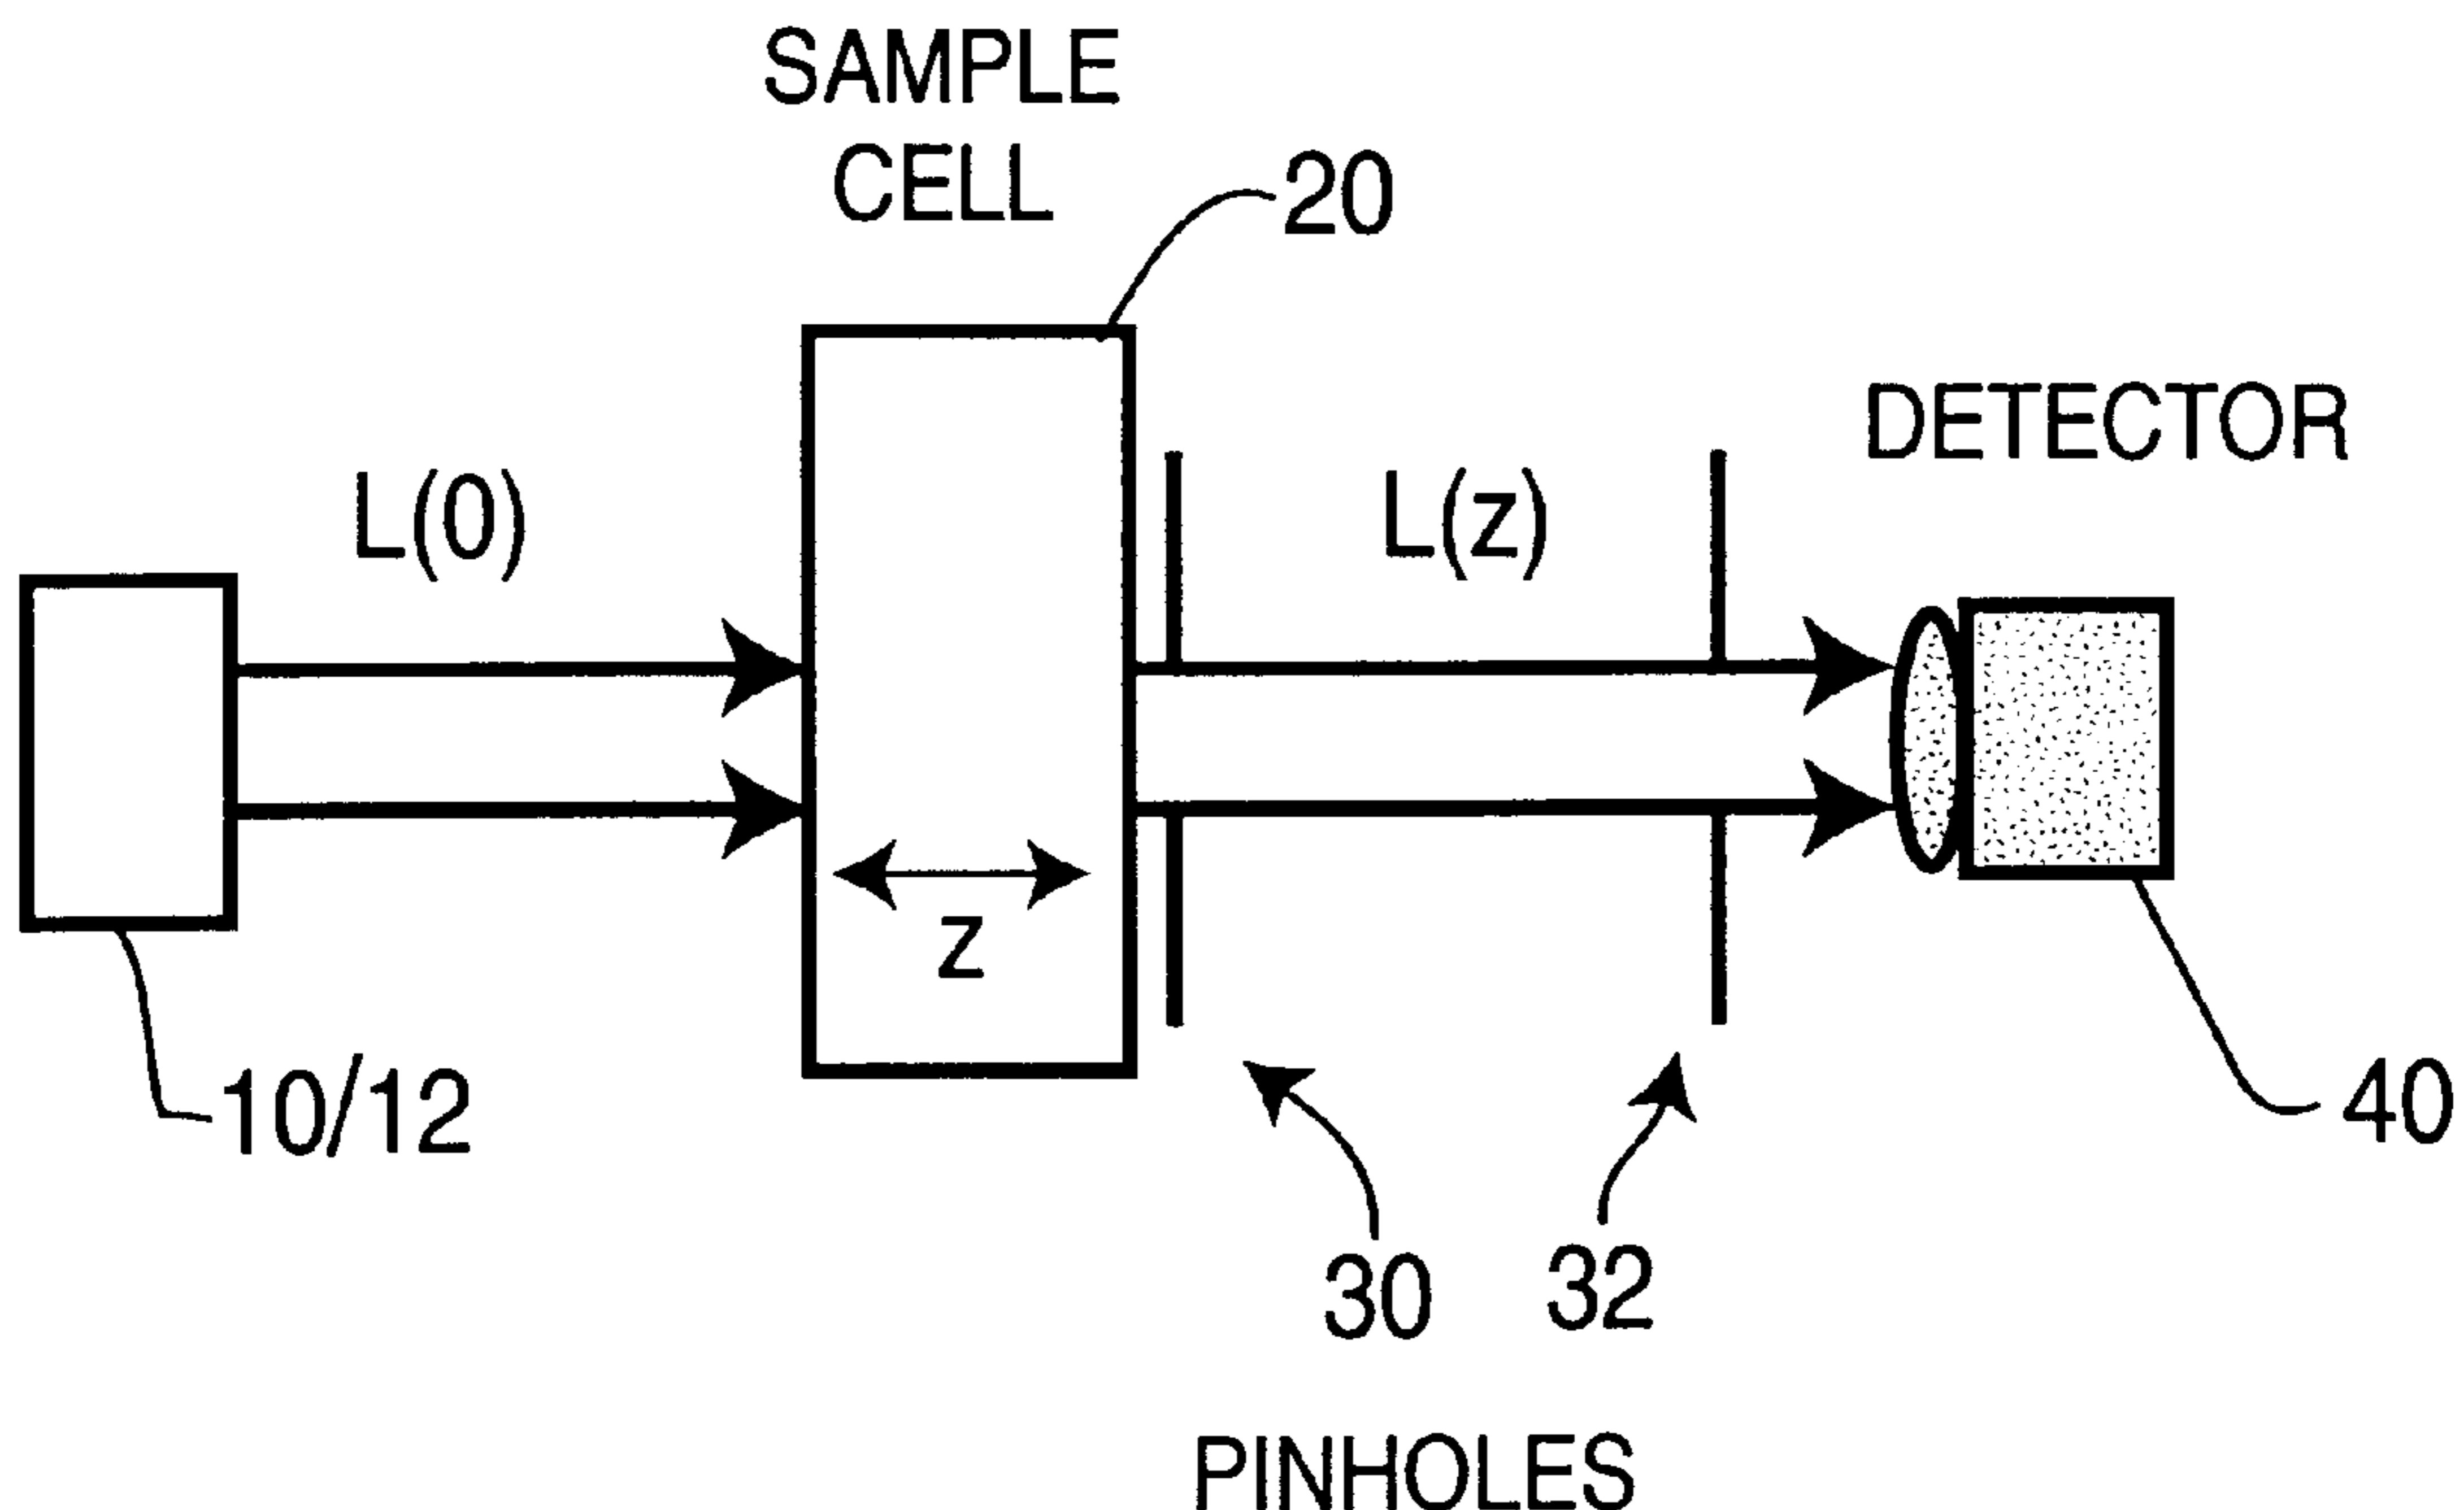 SAMPLE
CELL
20
DETECTOR
L(0)
L(z)
z
10/12
40
30
32
PINHOLES